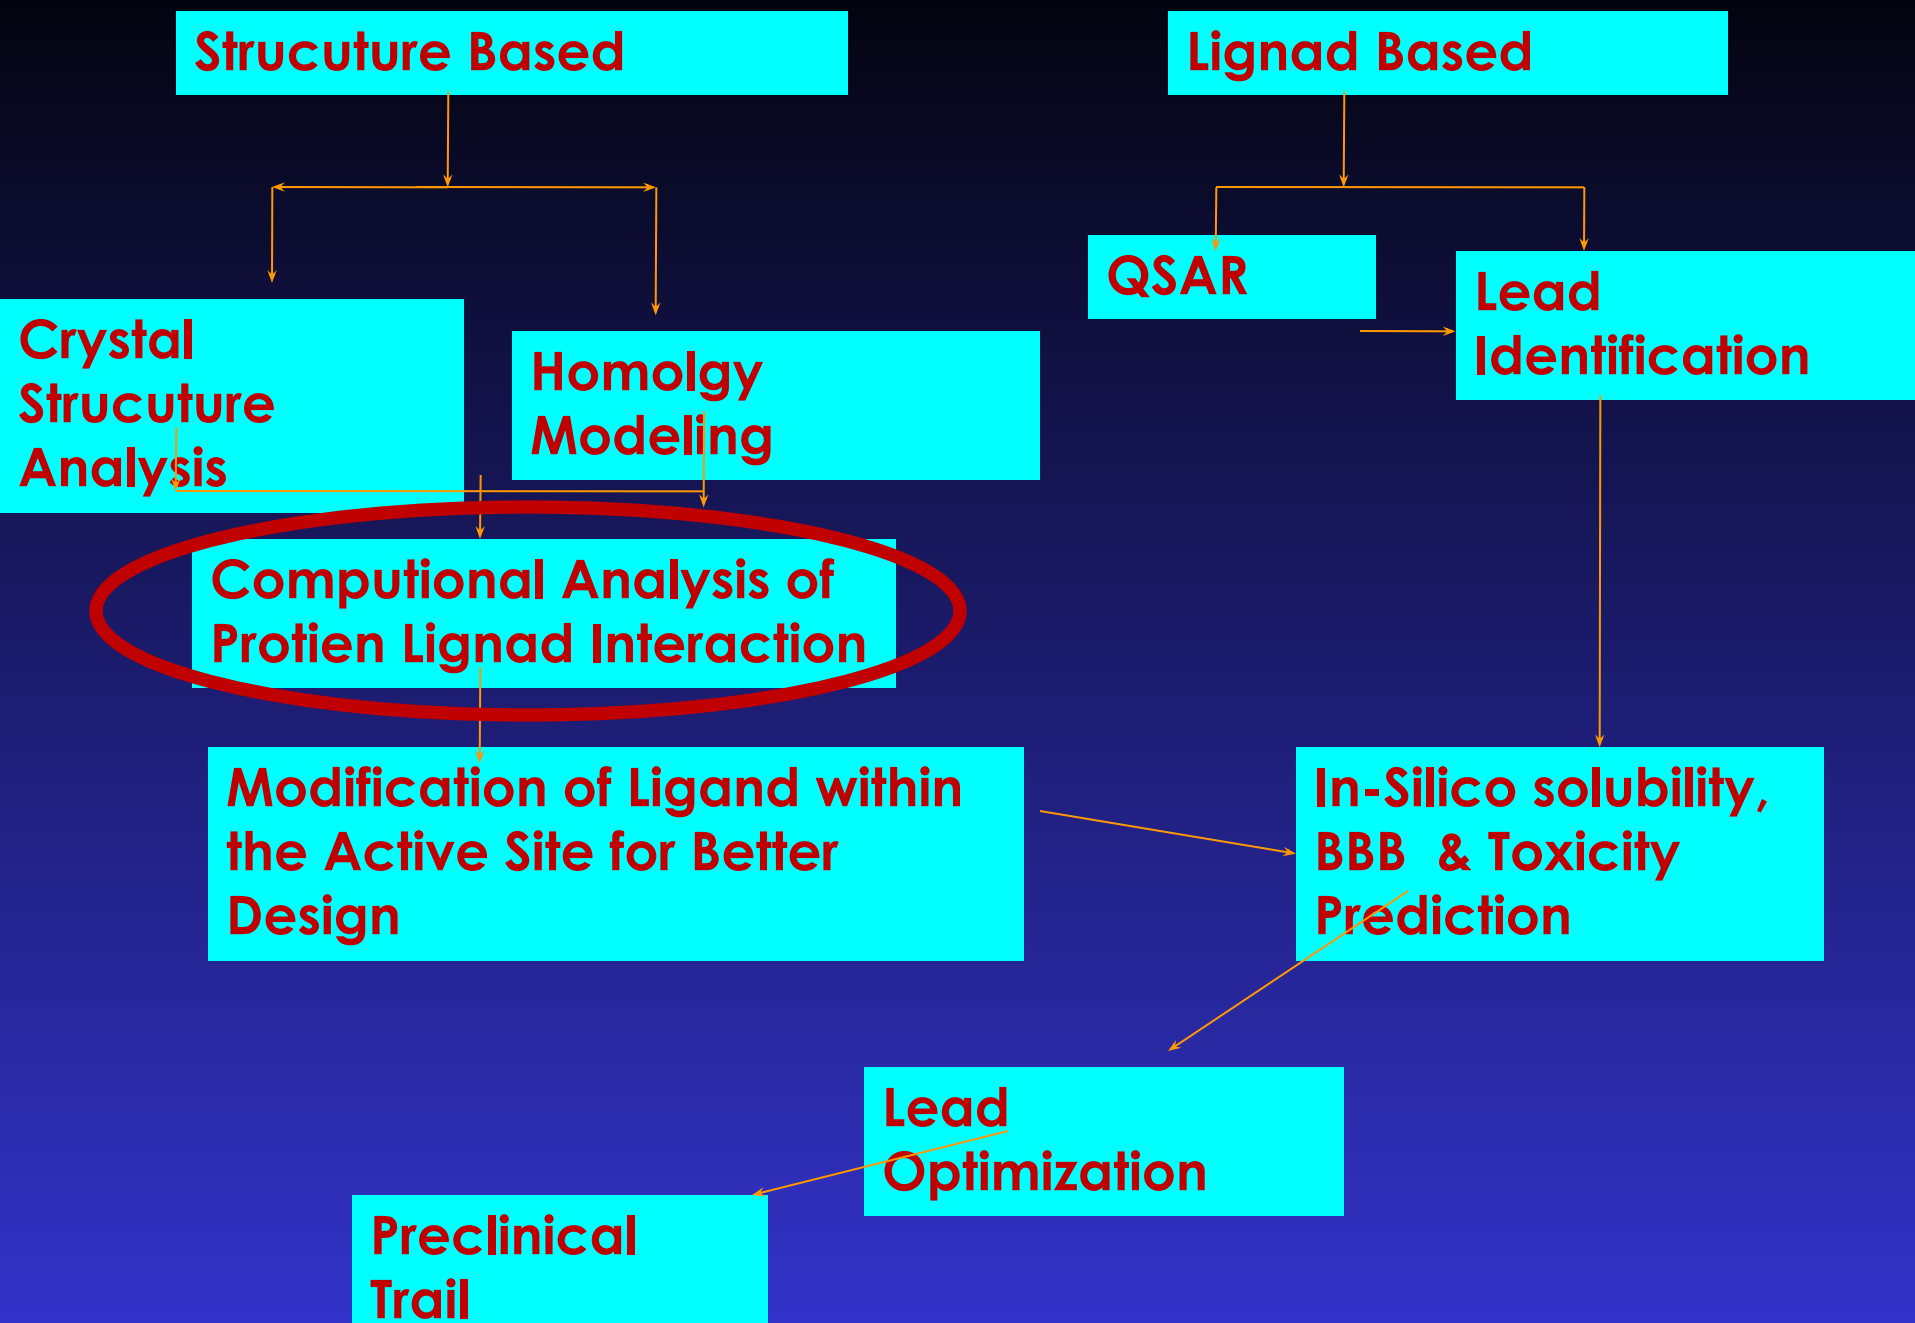 Strucuture Based
Lignad Based
QSAR
Lead
Identification
Crystal
Strucuture
Analysis
Homolgy
Modeling
Computional Analysis of
Protien Lignad Interaction
Modification of Ligand within
the Active Site for Better
Design
In-Silico solubility,
BBB & Toxicity
Prediction
Lead
Optimization
Preclinical
Trail